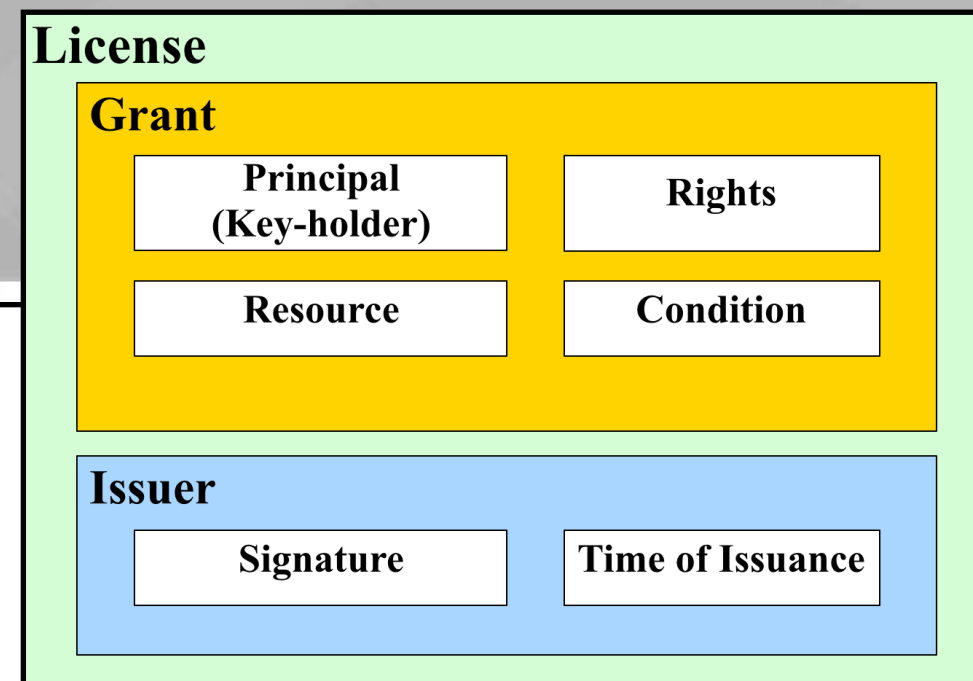 License
Grant
Principal
(Key-holder)
Rights
Resource
Condition
Issuer
Signature
Time of Issuance